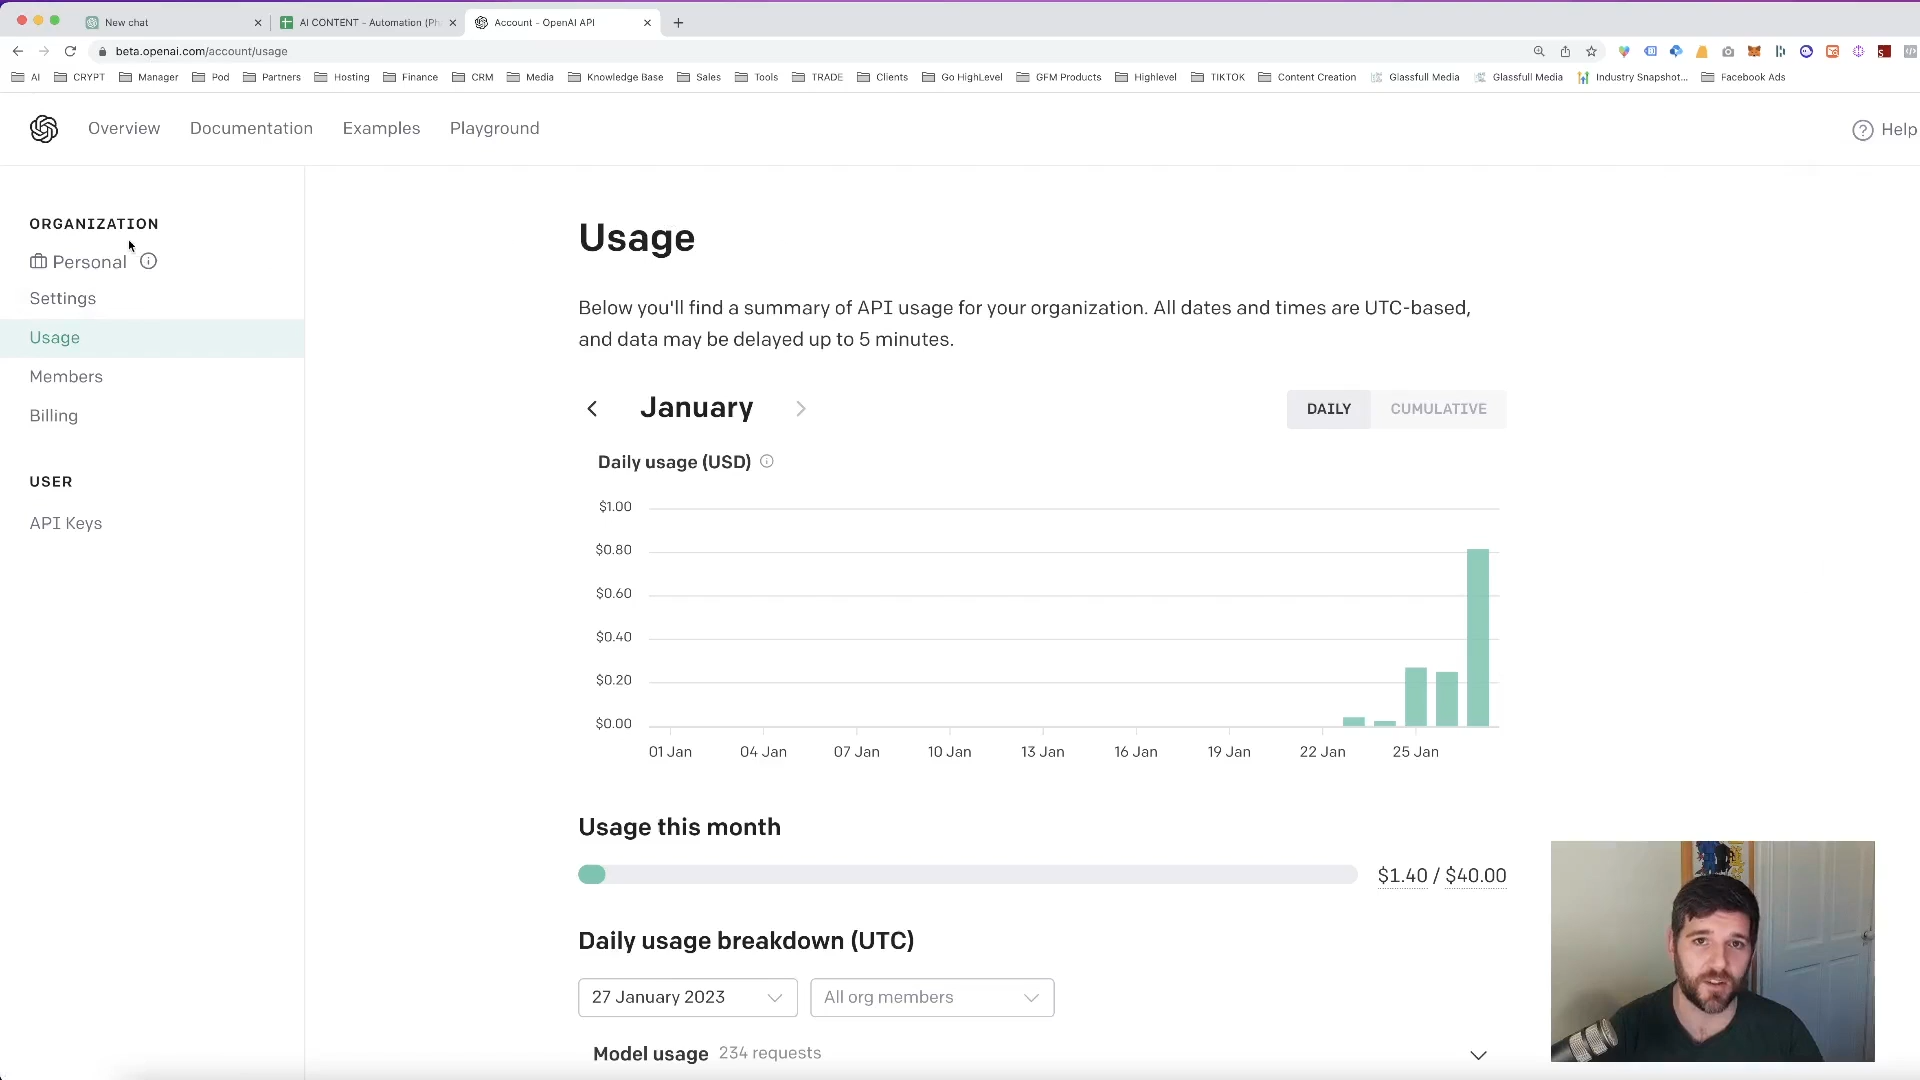 New chat
AI CONTENT - Automation (Ph
Account - OpenAI API
beta.openai.com/account/usage
AI
CRYPT
Manager
Pod
Partners
Hosting
Finance
CRM
Media
Knowledge Base
Sales
Tools
TRADE
Clients
Go HighLevel
GFM Products
Highlevel
TIKTOK
Content Creation
Glassfull Media
Glassfull Media
Industry Snapshot...
Facebook Ads
Overview
Documentation
Examples
Playground
Help
ORGANIZATION
Personal
Settings
Usage
Members
Billing
USER
API Keys
Usage
Below you'll find a summary of API usage for your organization. All dates and times are UTC-based,
and data may be delayed up to 5 minutes.
January
DAILY
CUMULATIVE
Daily usage (USD)
$1.00
$0.80
$0.60
$0.40
$0.20
$0.00
01 Jan
04 Jan
07 Jan
10 Jan
13 Jan
16 Jan
19 Jan
22 Jan
25 Jan
Usage this month
$1.40 / $40.00
Daily usage breakdown (UTC)
27 January 2023
All org members
Model usage 234 requests